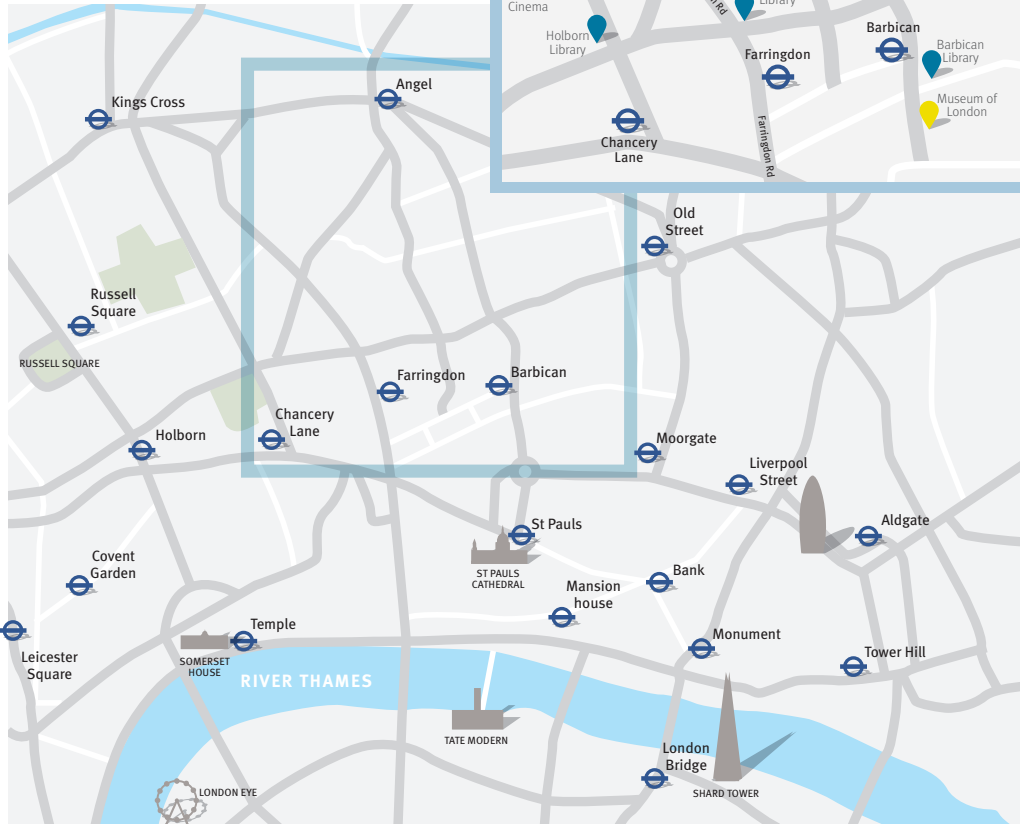 Cinema
Library
Rd
Holborn
Library
Farringdon
Barbican
Barbican
Library
Museum of
London
Chancery
Lane
Farringdon Rd
Kings Cross
Angel
Old
Street
Russell
Square
RUSSELL SQUARE
Farringdon
Barbican
Chancery
Lane
Holborn
Moorgate
Liverpool
Street
St Pauls
Aldgate
ST PAULS
CATHEDRAL
Covent
Garden
Bank
Mansion
house
Temple
Monument
Leicester
Square
SOMERSET
HOUSE
Tower Hill
RIVER THAMES
TATE MODERN
London
Bridge
LONDON EYE
SHARD TOWER